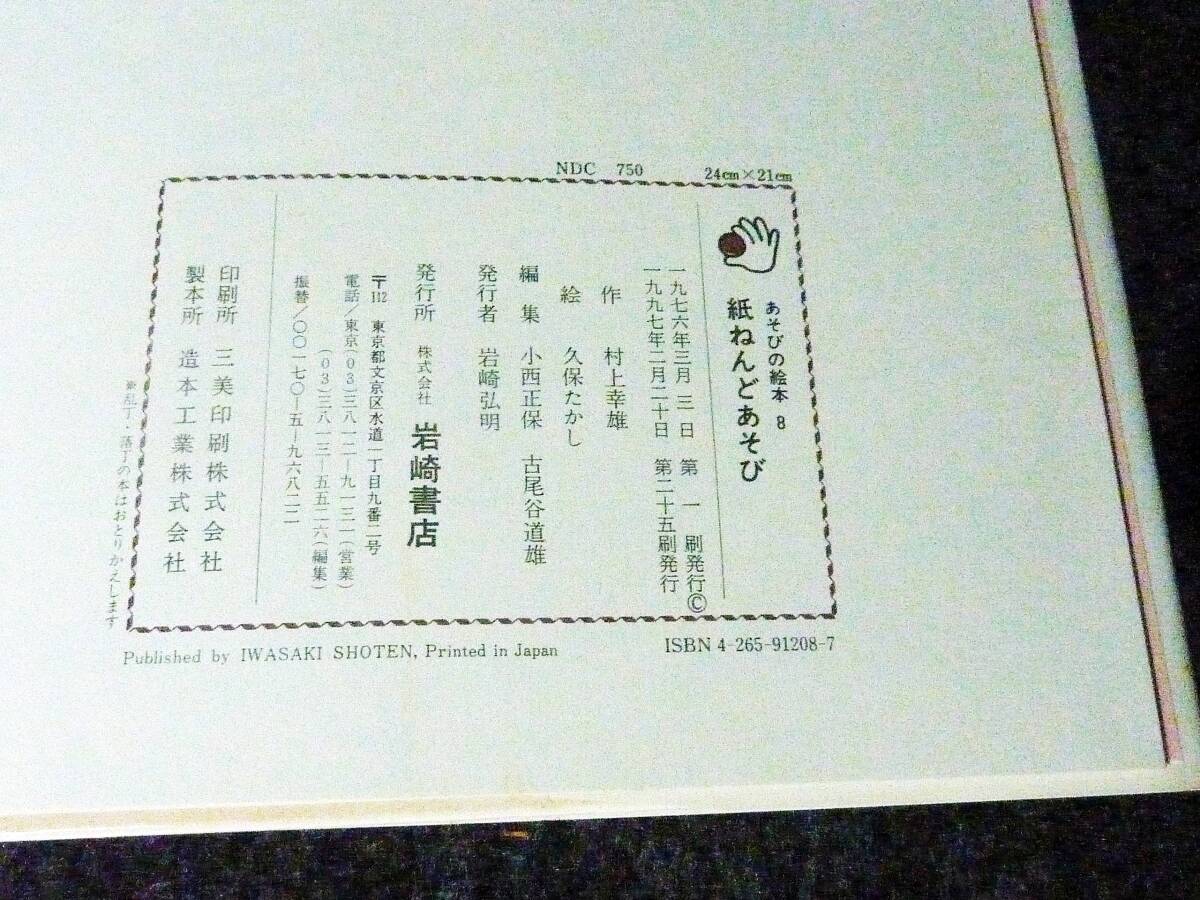 NDC 750
24cm×21cm
あそびの絵本 8
紙ねんどあそび
一九七六年三月 三日 第 一 刷発行©
一九九七年二月二十日 第二十五刷発行
作 村上幸雄
絵 久保たかし
編 集 小西正保 古尾谷道雄
発行者 岩崎弘明
発行所 株式会社 岩崎書店
〒112 東京都文京区水道一丁目九番二号
電話/東京(03)三八一二ー九一三一(営業)
(03)三八一三ー五五二六(編集)
振替/〇〇一七〇ー五ー九六八二二
印刷所 三美印刷株式会社
製本所 造本工業株式会社
※乱丁・落丁の本はおとりかえします
Published by IWASAKI SHOTEN, Printed in Japan
ISBN 4-265-91208-7